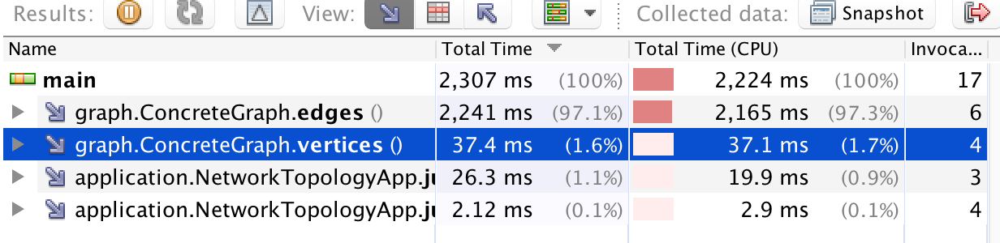 Results: View: Collected data: Snapshot
Name Total Time Total Time (CPU) Invoca...
main 2,307 ms (100%) 2,224 ms (100%) 17
graph.ConcreteGraph.edges () 2,241 ms (97.1%) 2,165 ms (97.3%) 6
graph.ConcreteGraph.vertices () 37.4 ms (1.6%) 37.1 ms (1.7%) 4
application.NetworkTopologyApp.ju 26.3 ms (1.1%) 19.9 ms (0.9%) 3
application.NetworkTopologyApp.ju 2.12 ms (0.1%) 2.9 ms (0.1%) 4